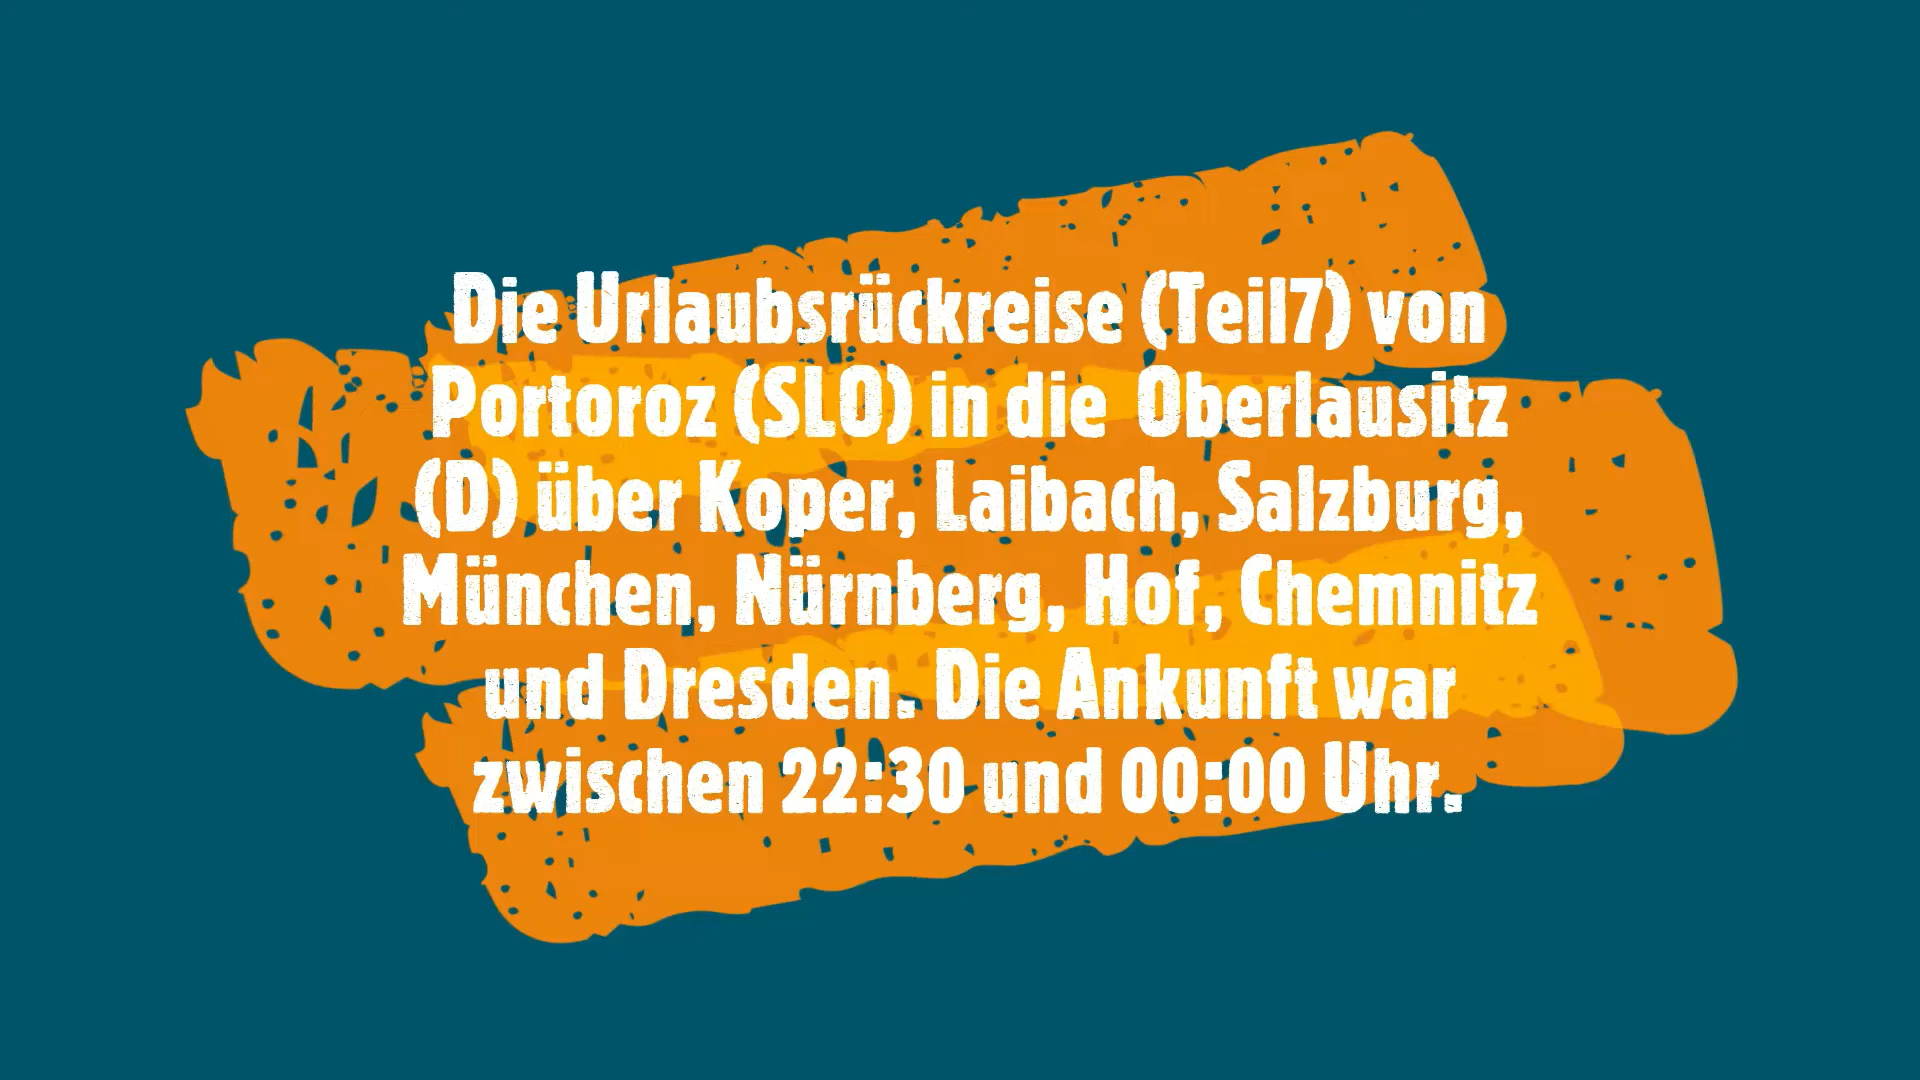 Die Urlaubsrückreise (Teil7) von
Portoroz (SLO) in die Oberlausitz
(D) über Koper, Laibach, Salzburg,
München, Nürnberg, Hof, Chemnitz
und Dresden. Die Ankunft war
zwischen 22:30 und 00:00 Uhr.